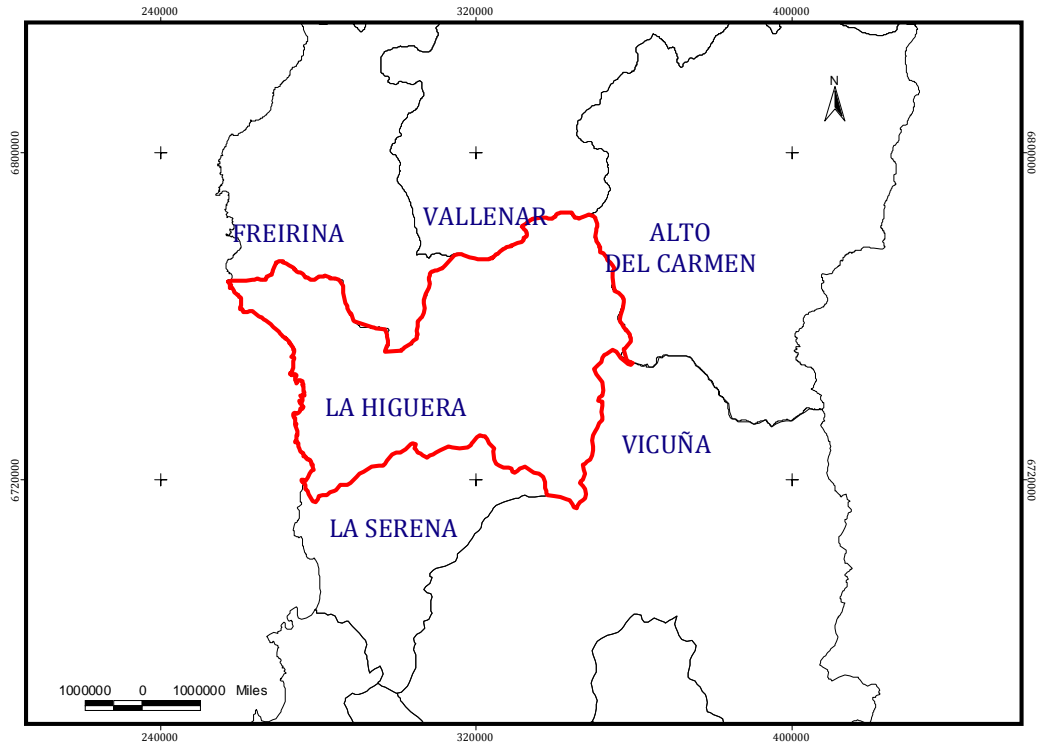 240000 320000 400000
N
6800000 6800000
VALLENAR
FREIRINA
ALTO
DEL CARMEN
LA HIGUERA
VICUÑA
6720000 6720000
LA SERENA
1000000 0 1000000 Miles
240000 320000 400000